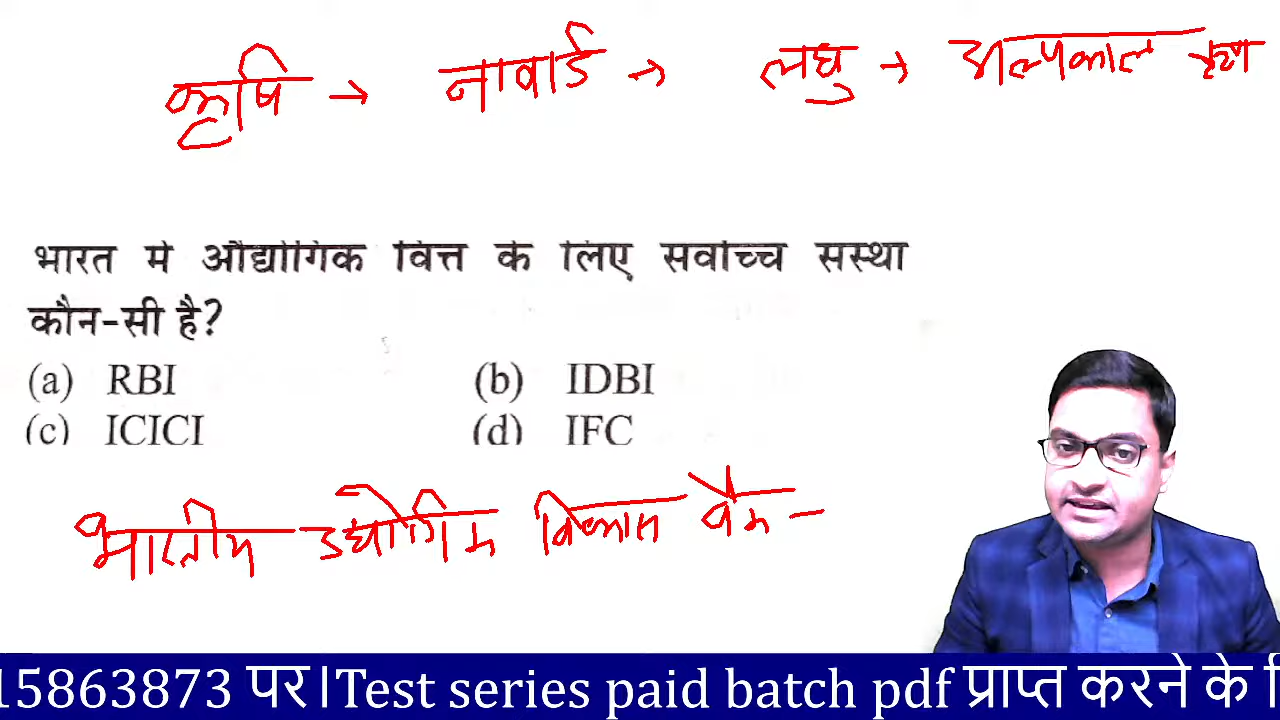 कृषि → नाबार्ड → लघु → अल्पकाल ऋण
भारत में औद्योगिक वित्त के लिए सर्वोच्च संस्था
कौन-सी है?
(a) RBI (b) IDBI
(c) ICICI (d) IFC
भारतीय उद्योगिक विकास बैंक –
15863873 पर।Test series paid batch pdf प्राप्त करने के